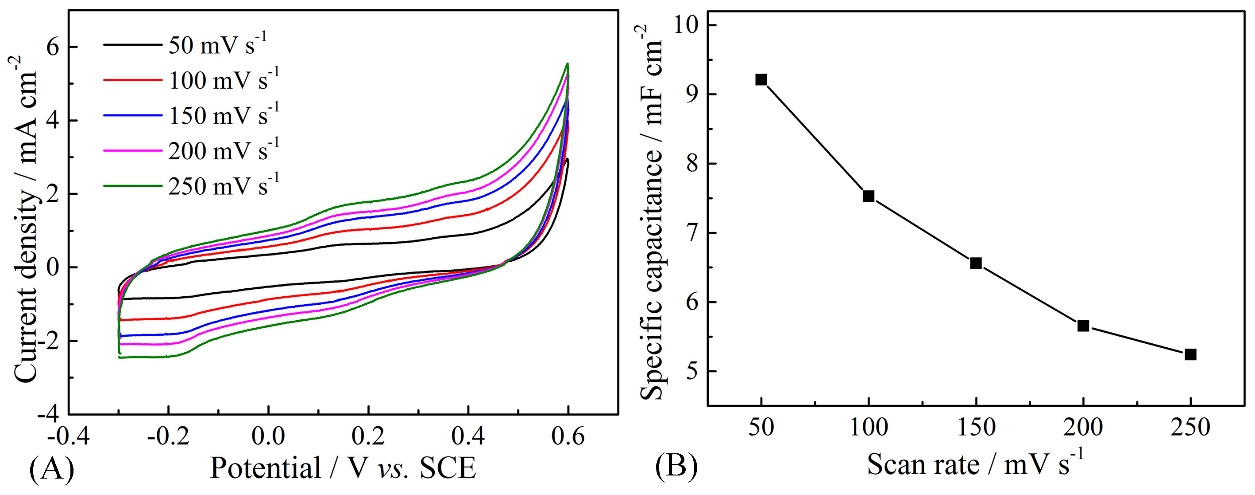 6
4
2
0
-2
-4
Current density / mA cm-2
50 mV s-1
100 mV s-1
150 mV s-1
200 mV s-1
250 mV s-1
-0.4 -0.2 0.0 0.2 0.4 0.6
(A) Potential / V vs. SCE
10
9
8
7
6
5
Specific capacitance / mF cm-2
50 100 150 200 250
(B) Scan rate / mV s-1